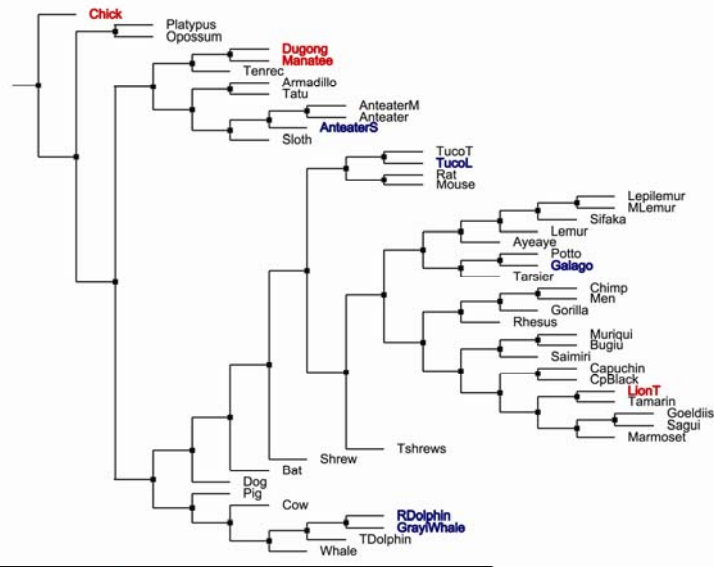 Chick
Platypus
Opossum
Dugong
Manatee
Tenrec
Armadillo
Tatu
AnteaterM
Anteater
AnteaterS
Sloth
TucoT
TucoL
Rat
Mouse
Lepilemur
MLemur
Sifaka
Lemur
Ayeaye
Potto
Galago
Tarsier
Chimp
Men
Gorilla
Rhesus
Muriqui
Bugiu
Saimiri
Capuchin
CpBlack
LionT
Tamarin
Goeldiis
Sagui
Marmoset
Tshrews
Shrew
Bat
Dog
Pig
Cow
RDolphin
GraylWhale
TDolphin
Whale